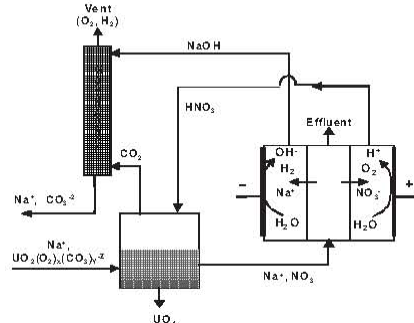 Vent
(O₂, H₂)
NaOH
HNO₃
Effluent
CO₂
OH⁻
H₂
Na⁺
H₂O
H⁺
O₂
NO₃⁻
H₂O
−
+
Na⁺, CO₃⁻²
Na⁺,
UO₂(O₂)ₓ(CO₃)ᵧ⁻²
Na⁺, NO₃